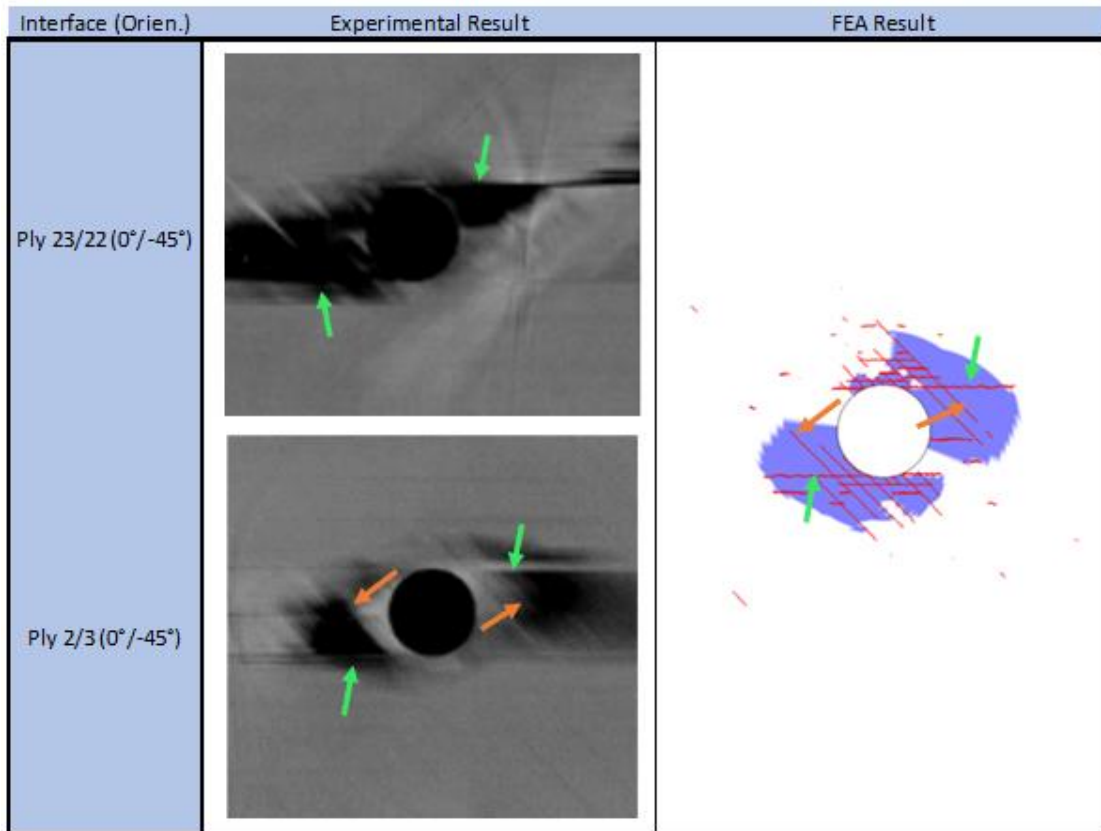 Interface (Orien.)
Experimental Result
FEA Result
Ply 23/22 (0°/-45°)
Ply 2/3 (0°/-45°)